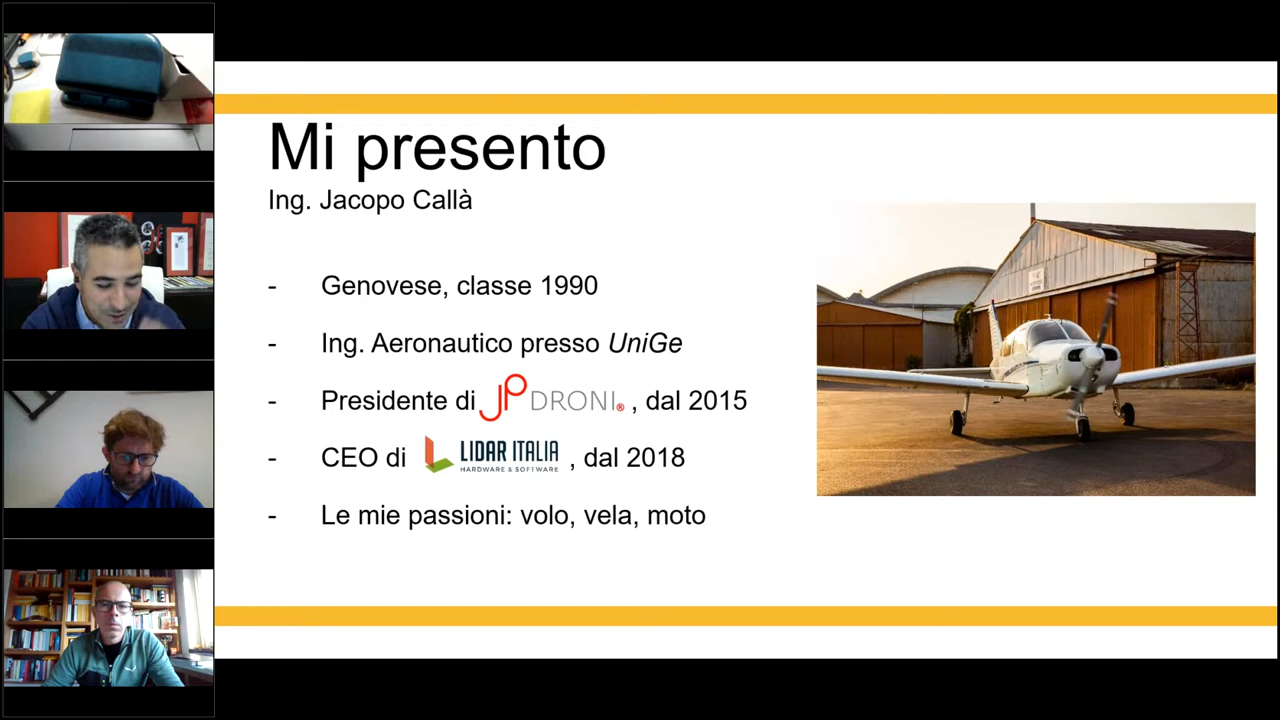 Mi presento
Ing. Jacopo Callà
- Genovese, classe 1990
- Ing. Aeronautico presso UniGe
- Presidente di JP DRONI® , dal 2015
- CEO di LIDAR ITALIA HARDWARE & SOFTWARE , dal 2018
- Le mie passioni: volo, vela, moto